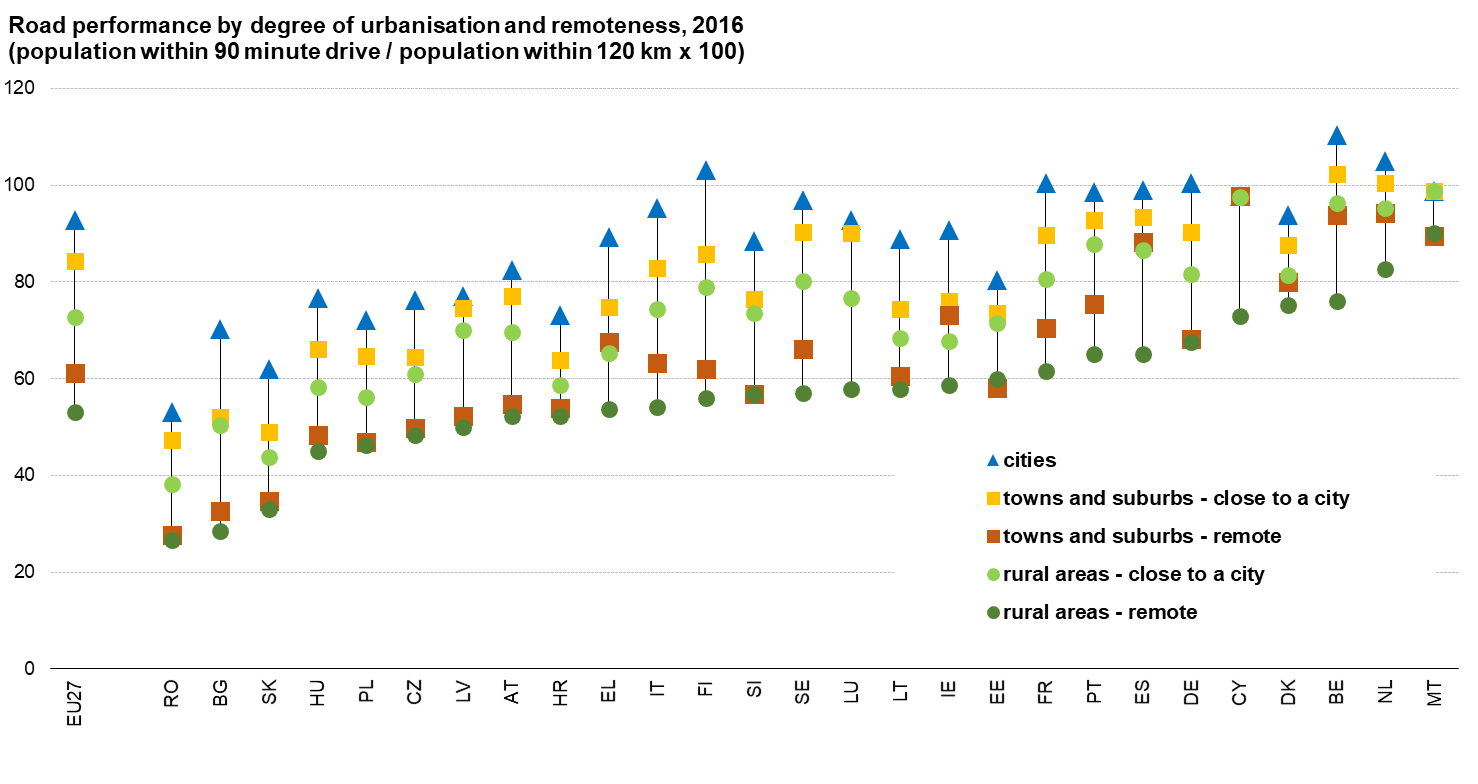 Road performance by degree of urbanisation and remoteness, 2016
(population within 90 minute drive / population within 120 km x 100)
120
100
80
60
40
20
0
cities
towns and suburbs - close to a city
towns and suburbs - remote
rural areas - close to a city
rural areas - remote
EU27
RO
BG
SK
HU
PL
CZ
LV
AT
HR
EL
IT
FI
SI
SE
LU
LT
IE
EE
FR
PT
ES
DE
CY
DK
BE
NL
MT